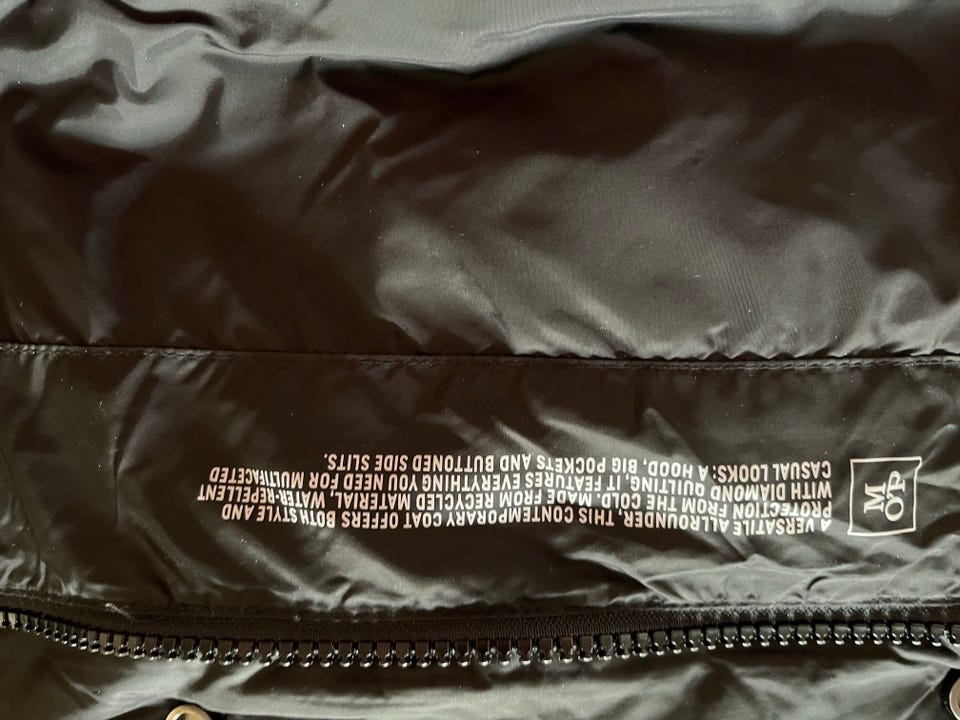 A VERSATILE ALLROUNDER, THIS CONTEMPORARY COAT OFFERS BOTH STYLE AND
PROTECTION FROM THE COLD. MADE FROM RECYCLED MATERIAL, WATER-REPELLENT
WITH DIAMOND QUILTING, IT FEATURES EVERYTHING YOU NEED FOR MULTIFACETED
CASUAL LOOKS: A HOOD, BIG POCKETS AND BUTTONED SIDE SLITS.
M
O'P